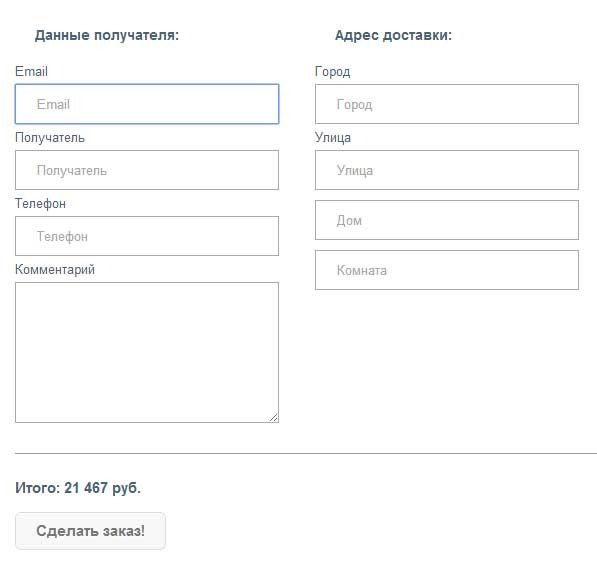 Данные получателя:
Email
Email
Получатель
Получатель
Телефон
Телефон
Комментарий
Адрес доставки:
Город
Город
Улица
Улица
Дом
Комната
Итого: 21 467 руб.
Сделать заказ!